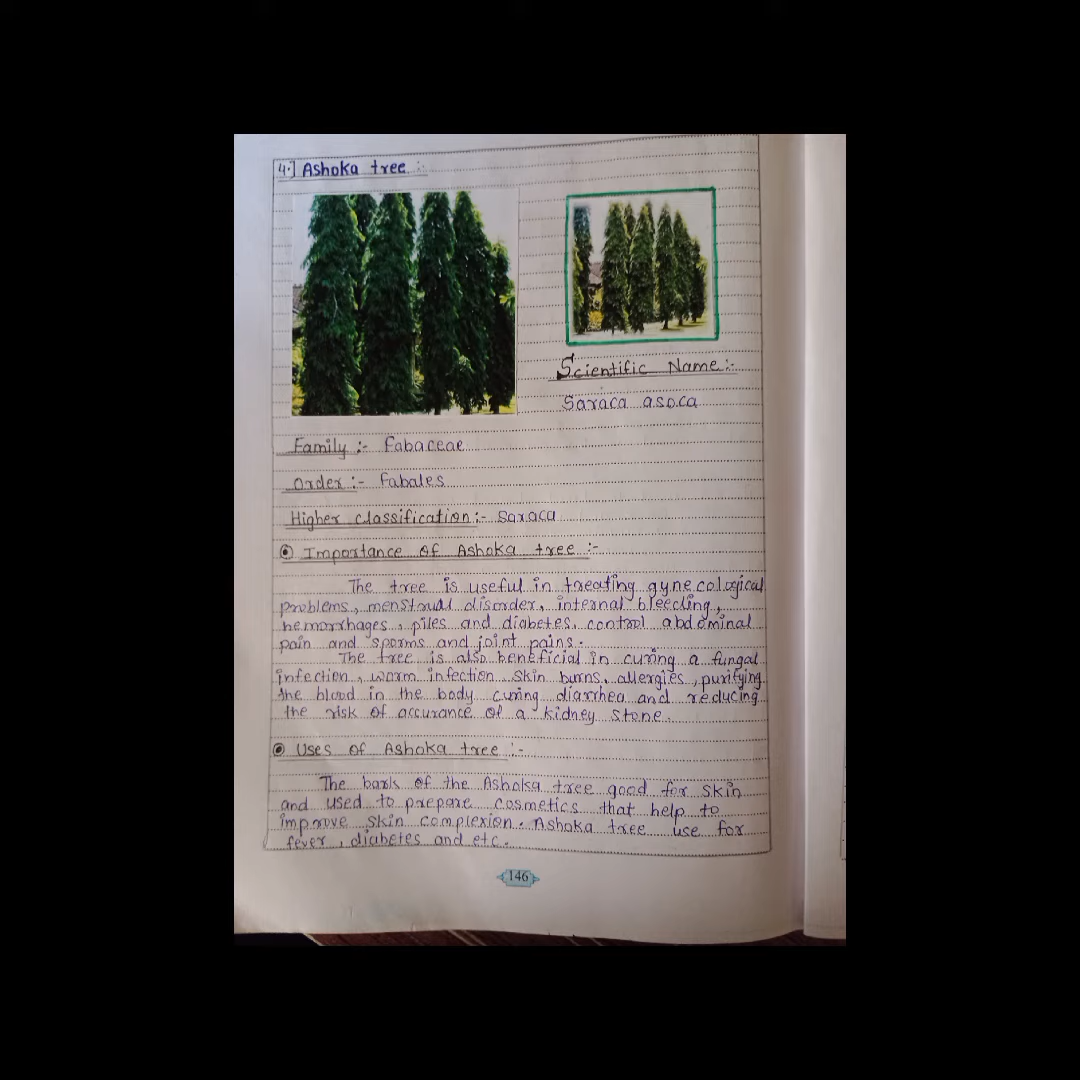 4.] Ashoka tree :-
Scientific Name :-
Saraca asoca
Family :- Fabaceae
Order :- Fabales
Higher classification :- Saraca
Importance of Ashoka tree :-
The tree is useful in treating gynecological
problems, menstrual disorder, internal bleeding,
hemorrhages, piles and diabetes, control abdominal
pain and sparms and joint pains.
The tree is also beneficial in curing a fungal
infection, warm infection skin burns, allergies, purifying
the blood in the body curing diarrhea and reducing
the risk of accurance of a kidney stone.
Uses of Ashoka tree :-
The bark of the Ashoka tree good for skin
and used to prepare cosmetics that help to
improve skin complexion. Ashoka tree use for
fever, diabetes and etc.
146